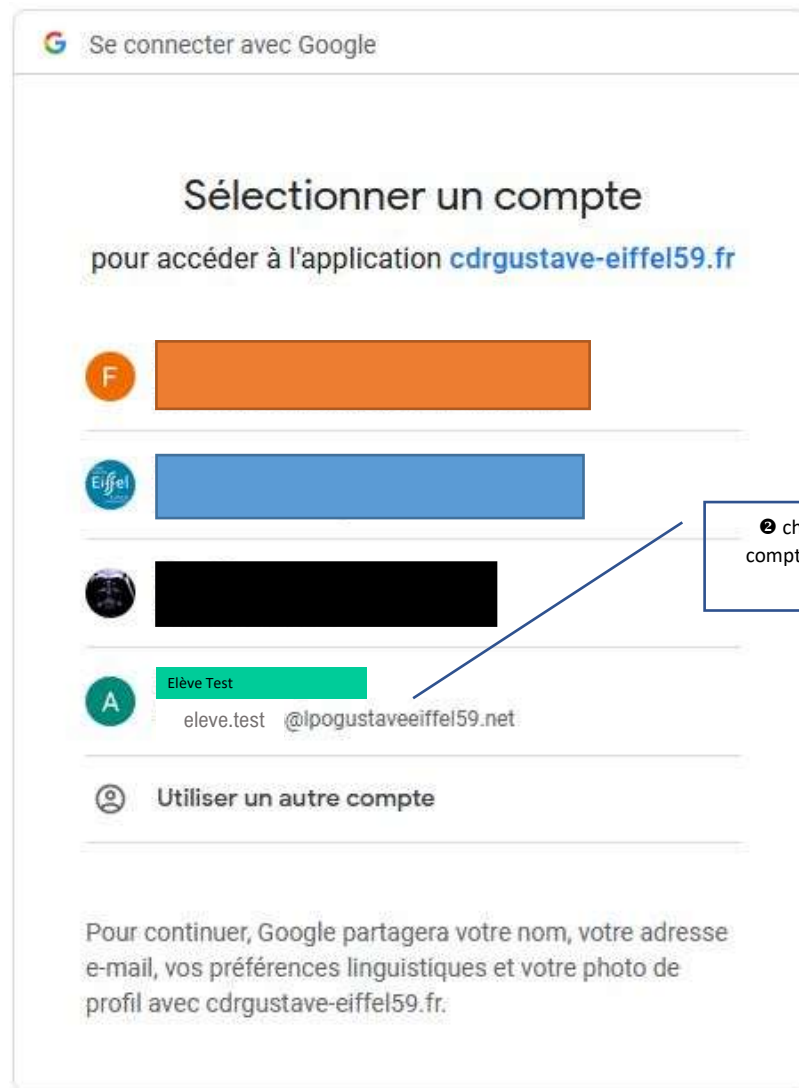 Se connecter avec Google
Sélectionner un compte
pour accéder à l'application cdrgustave-eiffel59.fr
F
Eiffel
❷ ch
compt
A
Elève Test
eleve.test @lpogustaveeiffel59.net
Utiliser un autre compte
Pour continuer, Google partagera votre nom, votre adresse
e-mail, vos préférences linguistiques et votre photo de
profil avec cdrgustave-eiffel59.fr.